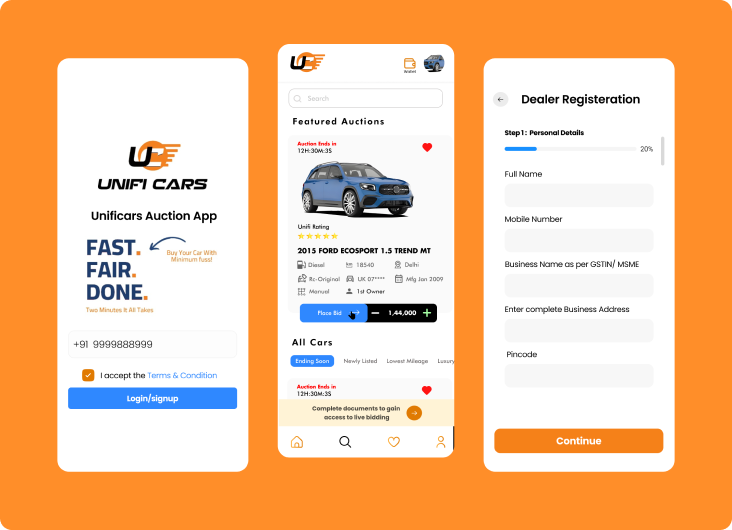 UNIFI CARS
Unificars Auction App
FAST.
FAIR.
DONE.
Buy Your Car With
Minimum fuss!
Two Minutes It All Takes
+91 9999888999
I accept the Terms & Condition
Login/signup
Wallet
Search
Featured Auctions
Auction Ends in
12H:30M:3S
Unifi Rating
2015 FORD ECOSPORT 1.5 TREND MT
Diesel
18540
Delhi
Rc-Original
UK 07****
Mfg Jan 2009
Manual
1st Owner
Place Bid
1,44,000
All Cars
Ending Soon
Newly Listed
Lowest Mileage
Luxury
Auction Ends in
12H:30M:3S
Complete documents to gain
access to live bidding
Dealer Registeration
Step 1 : Personal Details
20%
Full Name
Mobile Number
Business Name as per GSTIN/ MSME
Enter complete Business Address
Pincode
Continue